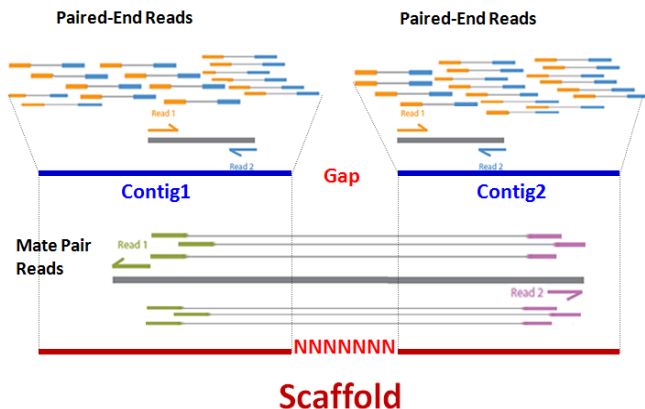 Paired-End Reads
Paired-End Reads
Read 1
Read 1
Read 2
Read 2
Gap
Contig1
Contig2
Mate Pair
Reads
Read 1
Read 2
NNNNNNN
Scaffold